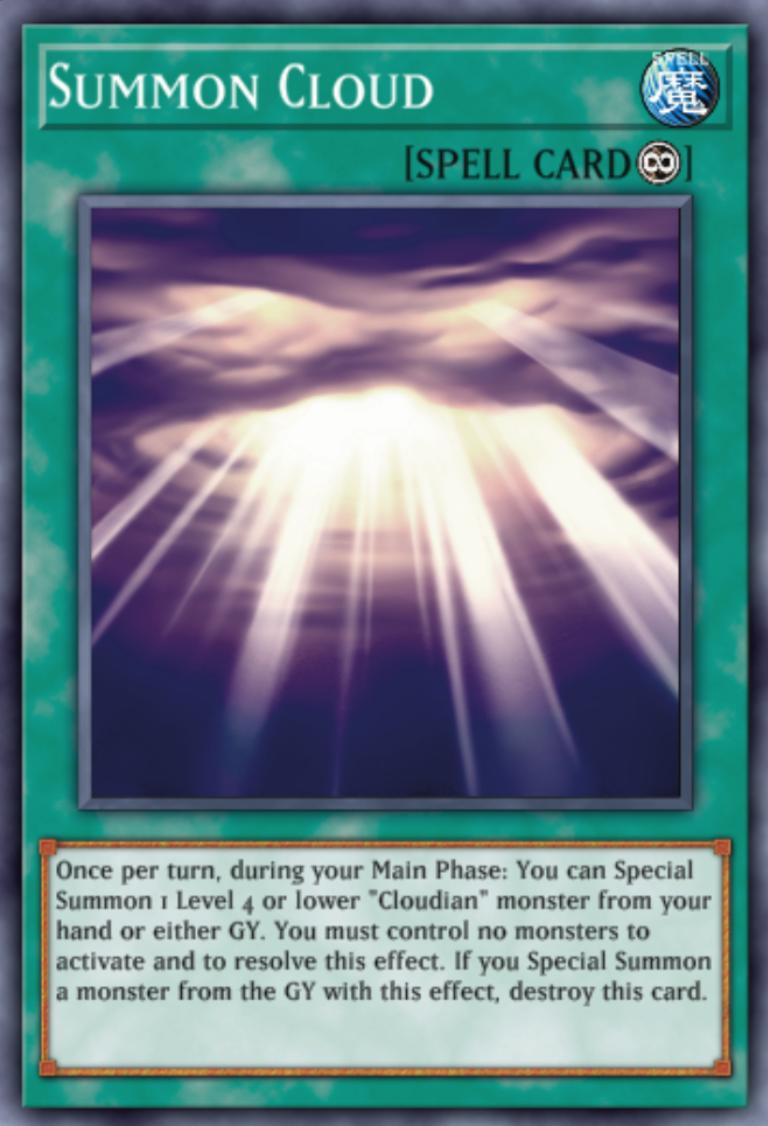 Summon Cloud
SPELL
魔
[SPELL CARD]
Once per turn, during your Main Phase: You can Special
Summon 1 Level 4 or lower "Cloudian" monster from your
hand or either GY. You must control no monsters to
activate and to resolve this effect. If you Special Summon
a monster from the GY with this effect, destroy this card.